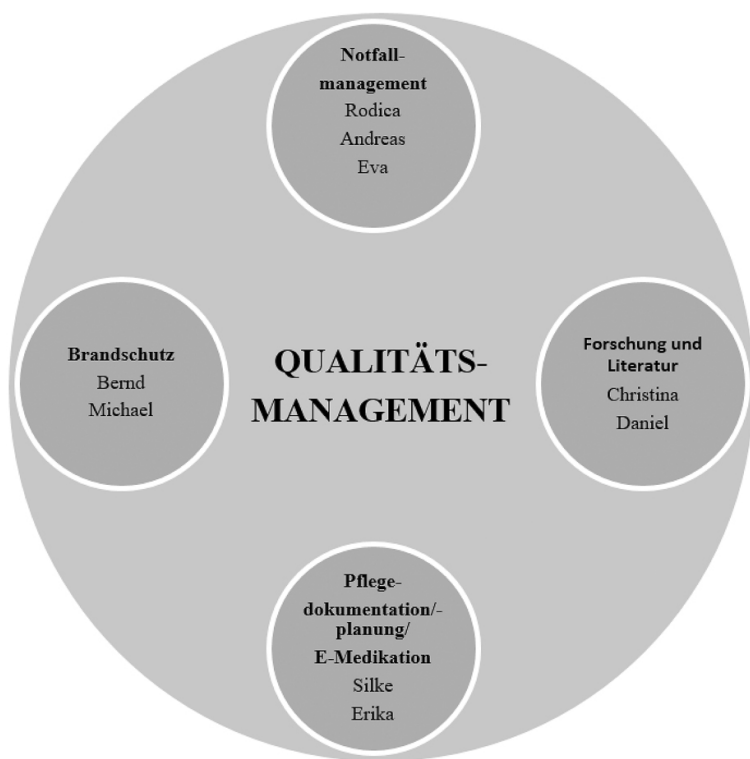 Notfall-
management
Rodica
Andreas
Eva
Brandschutz
Bernd
Michael
QUALITÄTS-
MANAGEMENT
Forschung und
Literatur
Christina
Daniel
Pflege-
dokumentation/-
planung/
E-Medikation
Silke
Erika